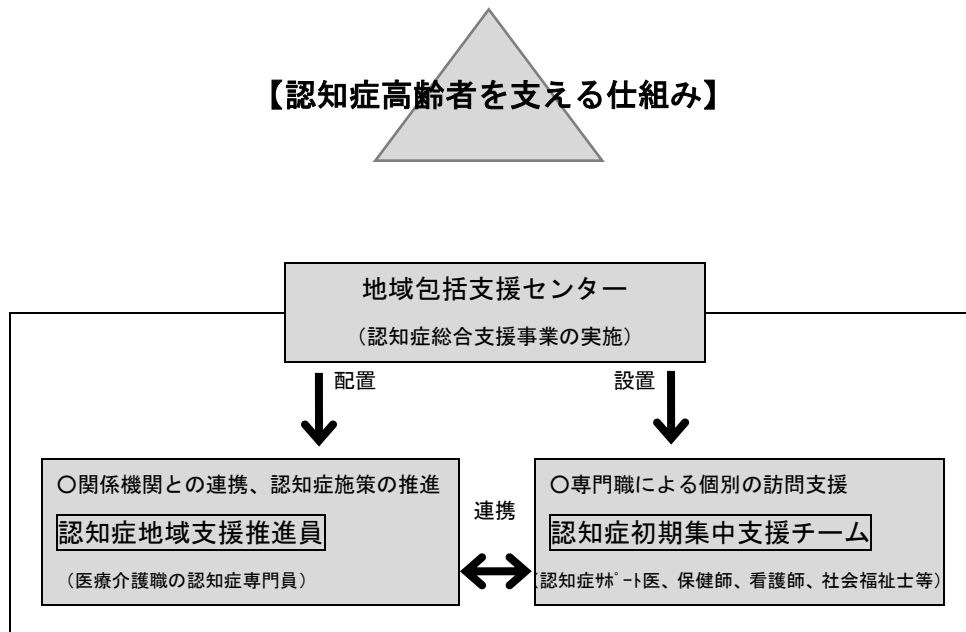 【認知症高齢者を支える仕組み】
地域包括支援センター
（認知症総合支援事業の実施）
配置
設置
〇関係機関との連携、認知症施策の推進
認知症地域支援推進員
（医療介護職の認知症専門員）
連携
〇専門職による個別の訪問支援
認知症初期集中支援チーム
（認知症ｻﾎﾟｰﾄ医、保健師、看護師、社会福祉士等）